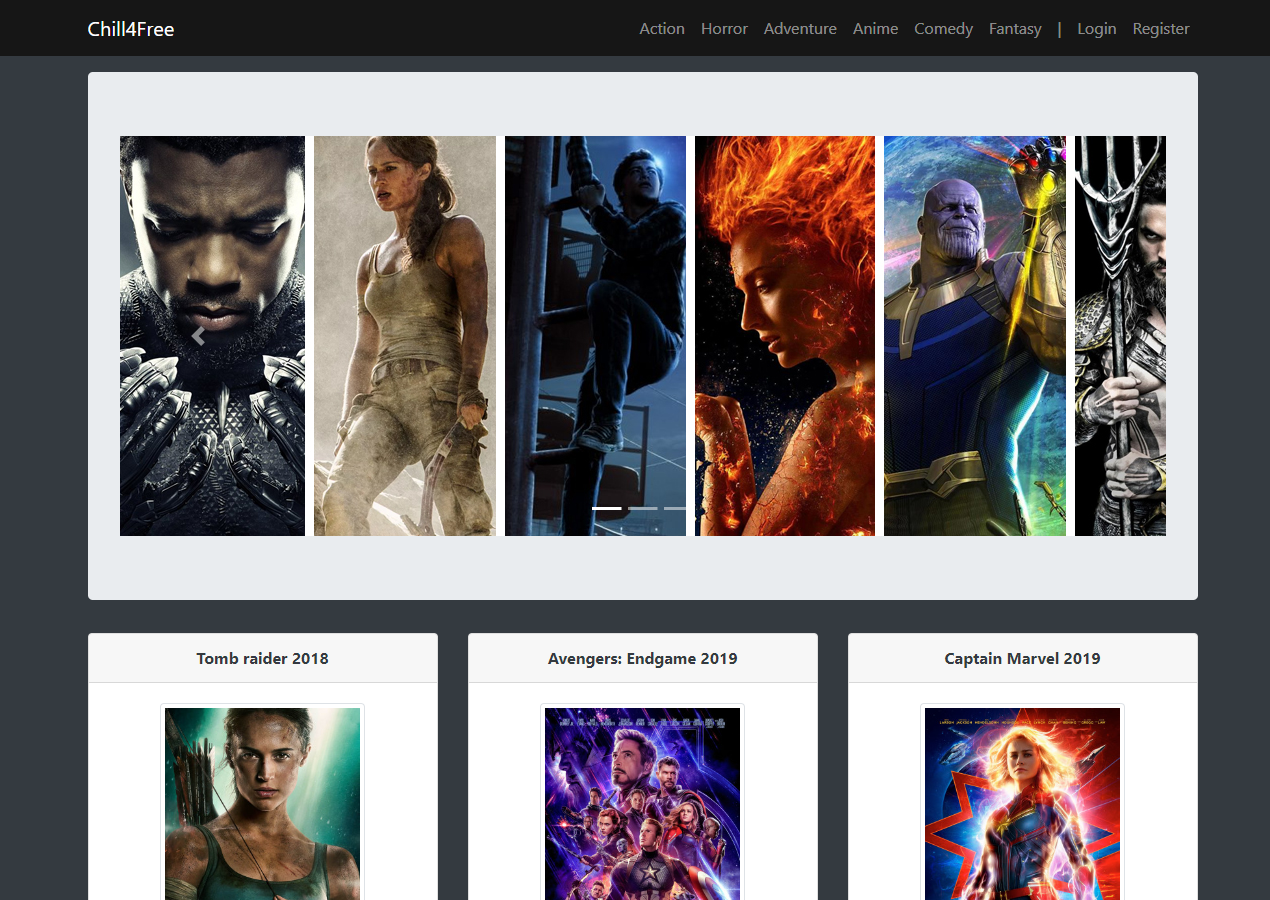 Chill4Free
Action Horror Adventure Anime Comedy Fantasy | Login Register
Tomb raider 2018
Avengers: Endgame 2019
Captain Marvel 2019